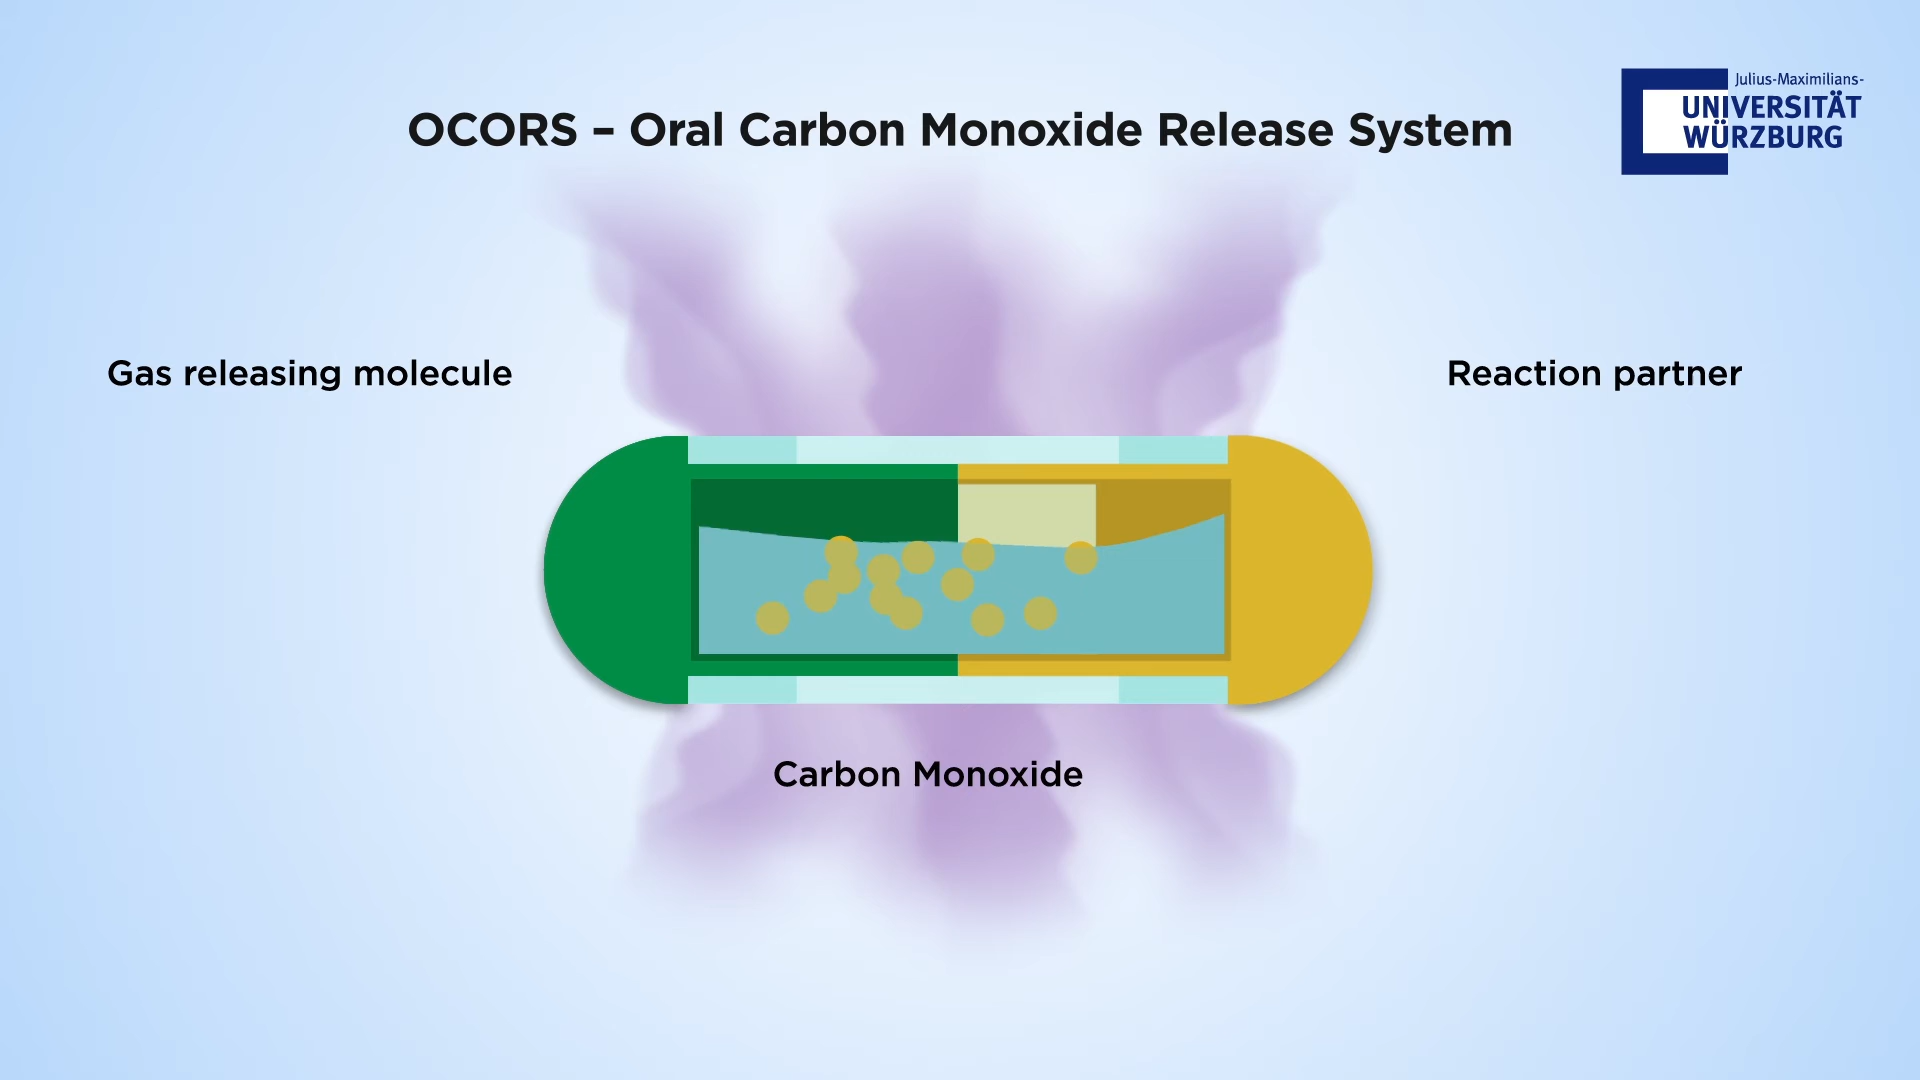 OCORS – Oral Carbon Monoxide Release System
Julius-Maximilians-
UNIVERSITÄT
WÜRZBURG
Gas releasing molecule
Reaction partner
Carbon Monoxide